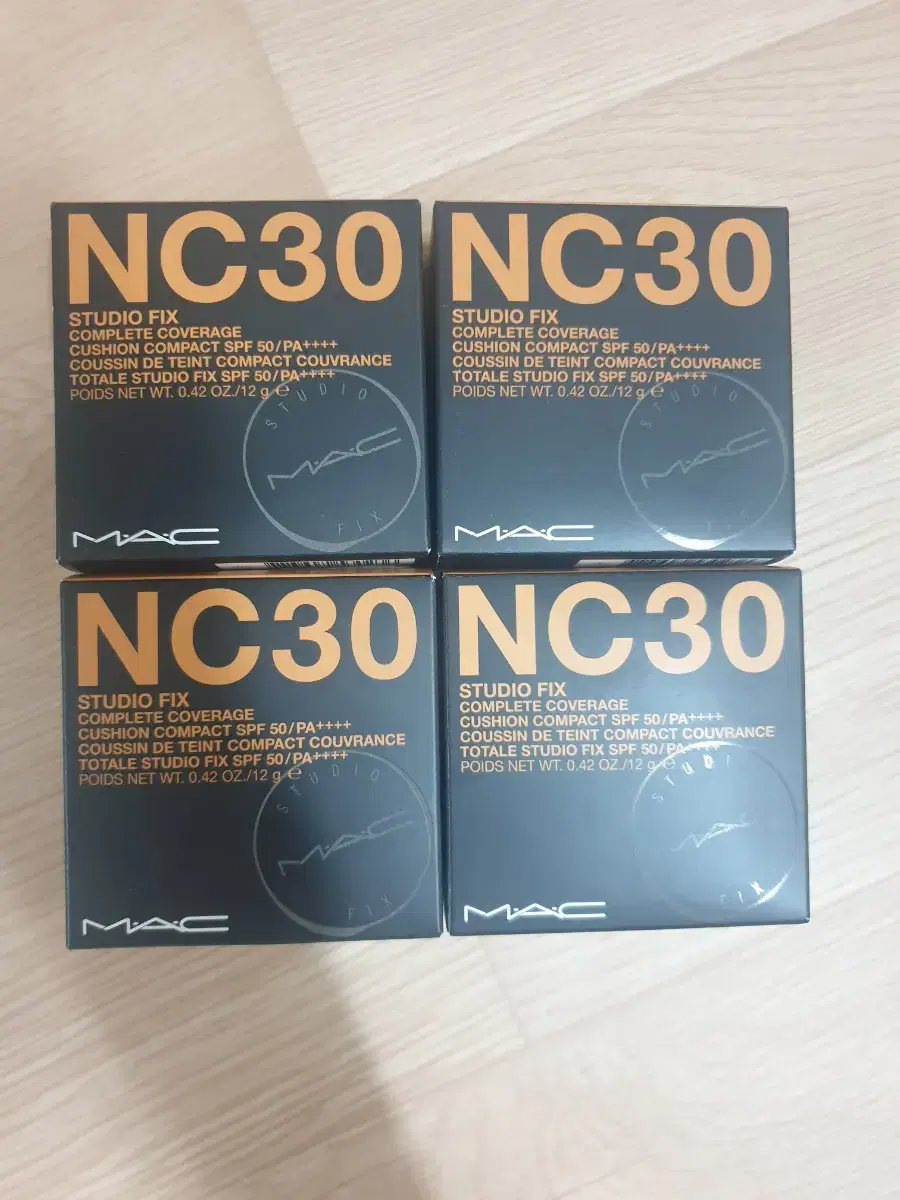 NC30
STUDIO FIX
COMPLETE COVERAGE
CUSHION COMPACT SPF 50/PA++++
COUSSIN DE TEINT COMPACT COUVRANCE
TOTALE STUDIO FIX SPF 50/PA++++
POIDS NET WT. 0.42 OZ./12 g ℮
STUDIO
MAC
FIX
M·A·C
NC30
STUDIO FIX
COMPLETE COVERAGE
CUSHION COMPACT SPF 50/PA++++
COUSSIN DE TEINT COMPACT COUVRANCE
TOTALE STUDIO FIX SPF 50/PA++++
POIDS NET WT. 0.42 OZ./12 g ℮
STUDIO
MAC
FIX
M·A·C
NC30
STUDIO FIX
COMPLETE COVERAGE
CUSHION COMPACT SPF 50/PA++++
COUSSIN DE TEINT COMPACT COUVRANCE
TOTALE STUDIO FIX SPF 50/PA++++
POIDS NET WT. 0.42 OZ./12 g ℮
STUDIO
MAC
FIX
M·A·C
NC30
STUDIO FIX
COMPLETE COVERAGE
CUSHION COMPACT SPF 50/PA++++
COUSSIN DE TEINT COMPACT COUVRANCE
TOTALE STUDIO FIX SPF 50/PA++++
POIDS NET WT. 0.42 OZ./12 g ℮
STUDIO
MAC
FIX
M·A·C